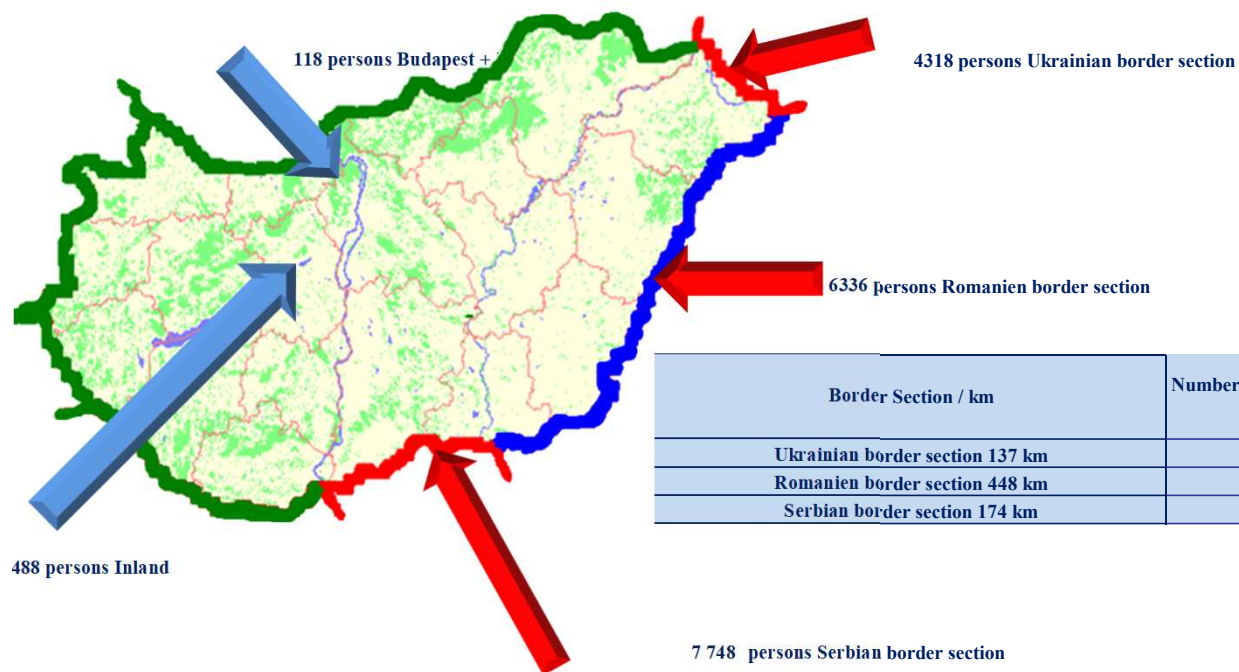 118 persons Budapest +
4318 persons Ukrainian border section
6336 persons Romanien border section
Border Section / km
Number
Ukrainian border section 137 km
Romanien border section 448 km
Serbian border section 174 km
488 persons Inland
7 748 persons Serbian border section